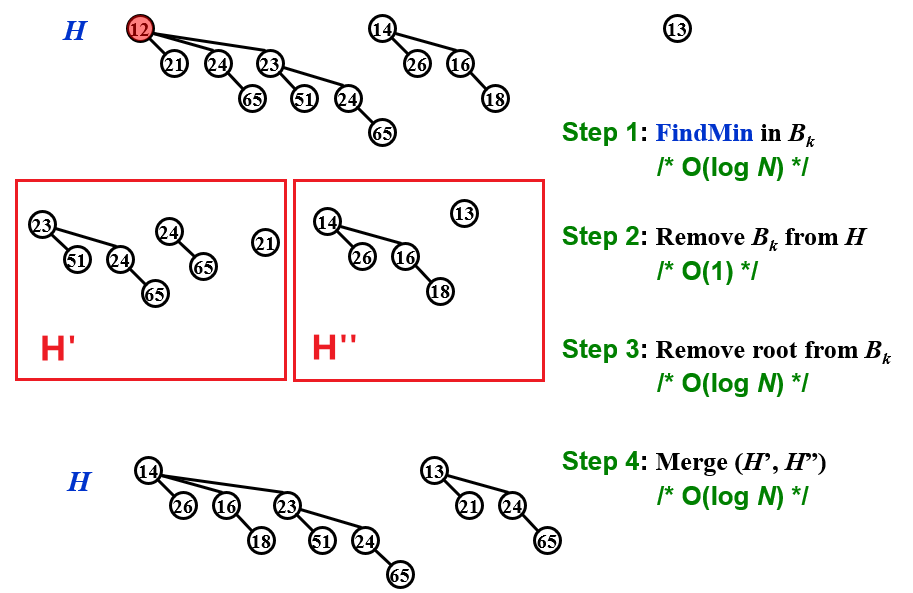 H 12 14 13
21 24 23 26 16
65 51 24 18
65
Step 1: FindMin in Bk
/* O(log N) */
23 24 21
51 24 65
65
H'
14 13
26 16
18
H''
Step 2: Remove Bk from H
/* O(1) */
Step 3: Remove root from Bk
/* O(log N) */
H 14 13
26 16 23 21 24
18 51 24 65
65
Step 4: Merge (H’, H”)
/* O(log N) */